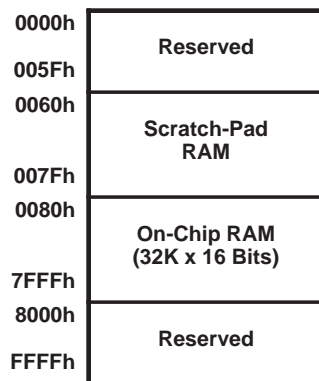 0000h
Reserved
005Fh
0060h
Scratch-Pad
RAM
007Fh
0080h
On-Chip RAM
(32K x 16 Bits)
7FFFh
8000h
Reserved
FFFFh